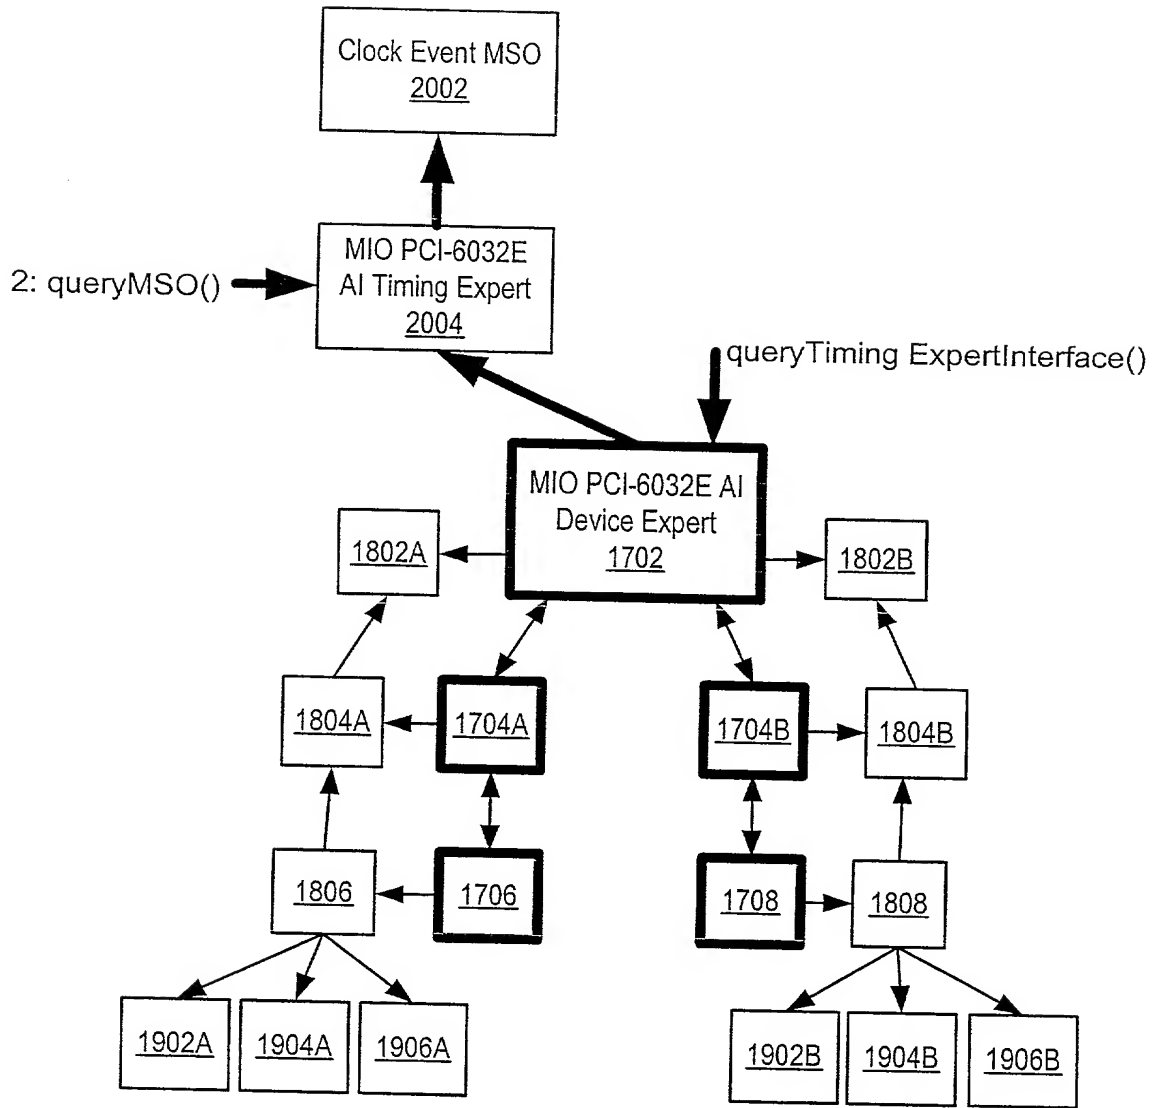 Clock Event MSO
2002
MIO PCI-6032E
AI Timing Expert
2004
2: queryMSO()
queryTiming ExpertInterface()
MIO PCI-6032E AI
Device Expert
1702
1802A
1802B
1804A
1704A
1704B
1804B
1806
1706
1708
1808
1902A
1904A
1906A
1902B
1904B
1906B